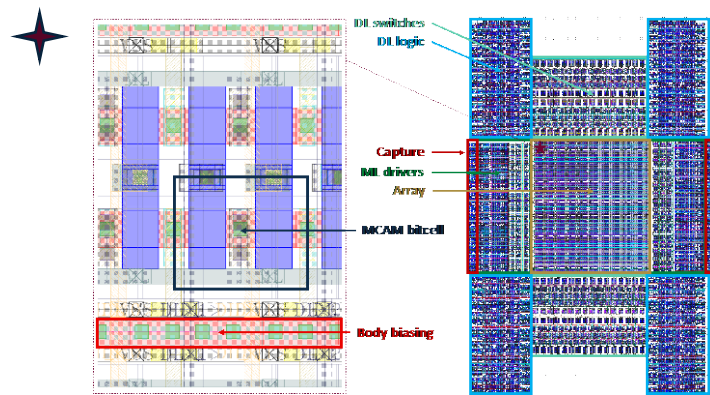 DL switches
DL logic
Capture
ML drivers
Array
MCAM bitcell
Body biasing